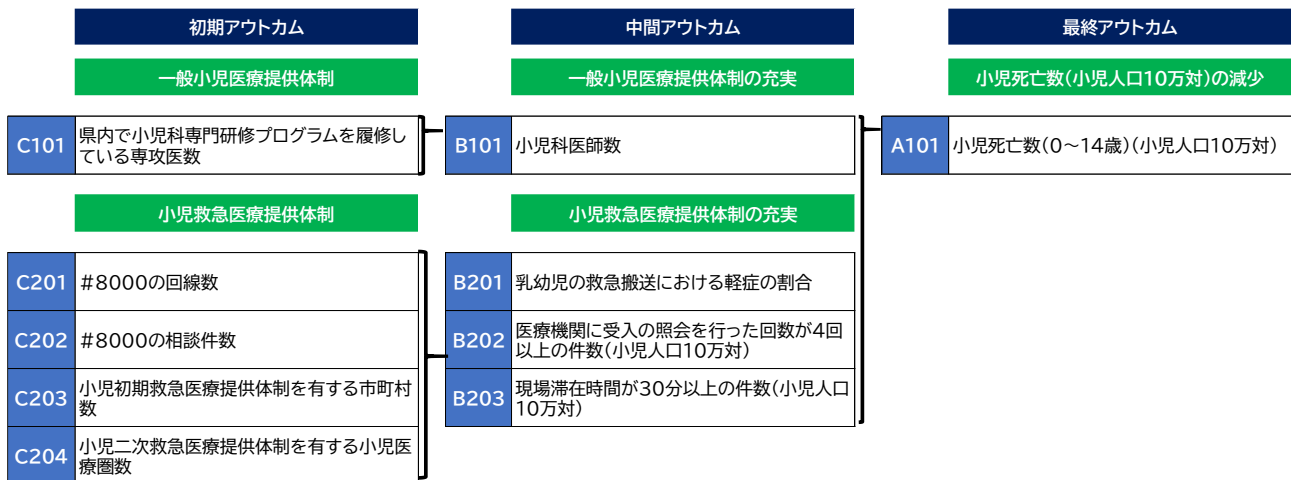 初期アウトカム
中間アウトカム
最終アウトカム
一般小児医療提供体制
一般小児医療提供体制の充実
小児死亡数(小児人口10万対)の減少
C101
県内で小児科専門研修プログラムを履修し
ている専攻医数
B101
小児科医師数
A101
小児死亡数(0～14歳)(小児人口10万対)
小児救急医療提供体制
小児救急医療提供体制の充実
C201
#8000の回線数
B201
乳幼児の救急搬送における軽症の割合
C202
#8000の相談件数
B202
医療機関に受入の照会を行った回数が4回
以上の件数(小児人口10万対)
C203
小児初期救急医療提供体制を有する市町村
数
B203
現場滞在時間が30分以上の件数(小児人口
10万対)
C204
小児二次救急医療提供体制を有する小児医
療圏数